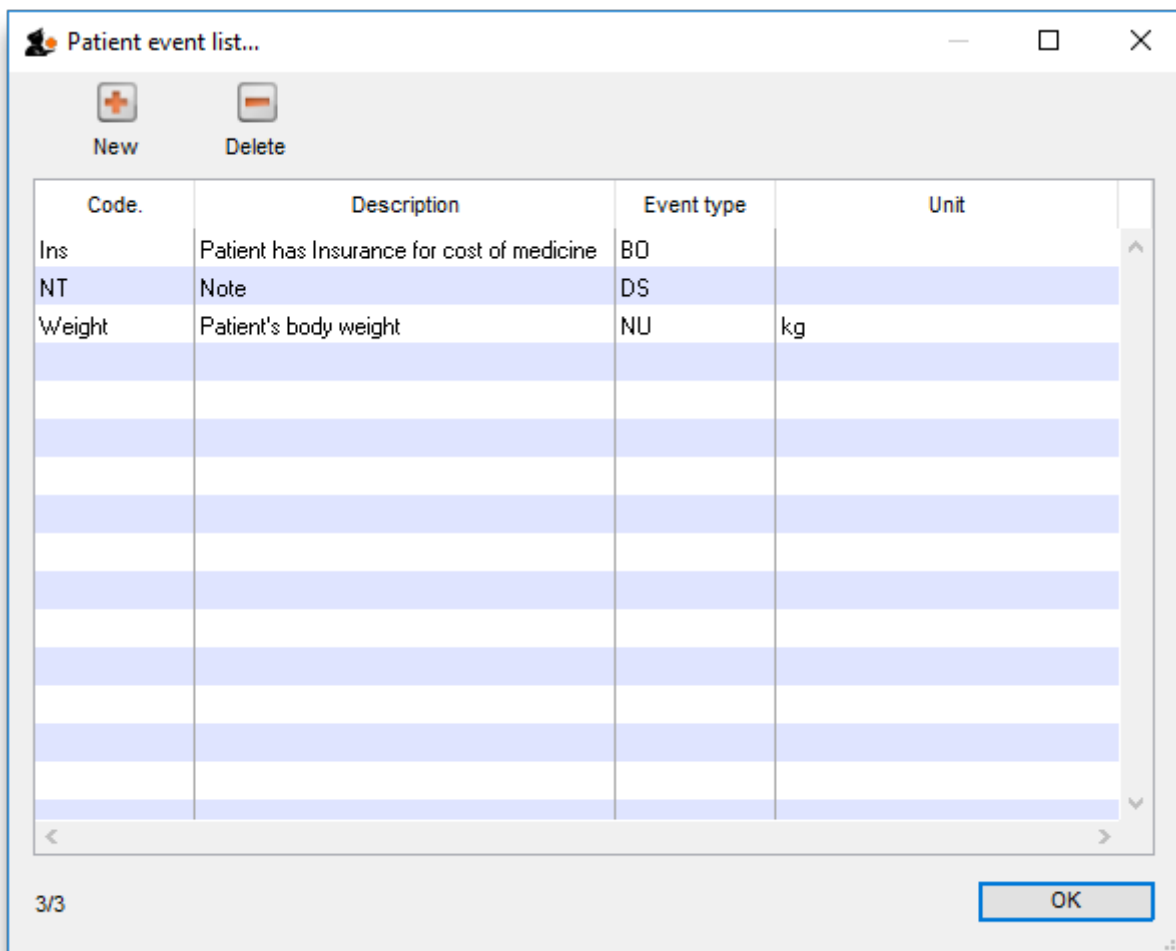 Patient event list...
New Delete
Code. Description Event type Unit
Ins Patient has Insurance for cost of medicine BO
NT Note DS
Weight Patient's body weight NU kg
3/3 OK